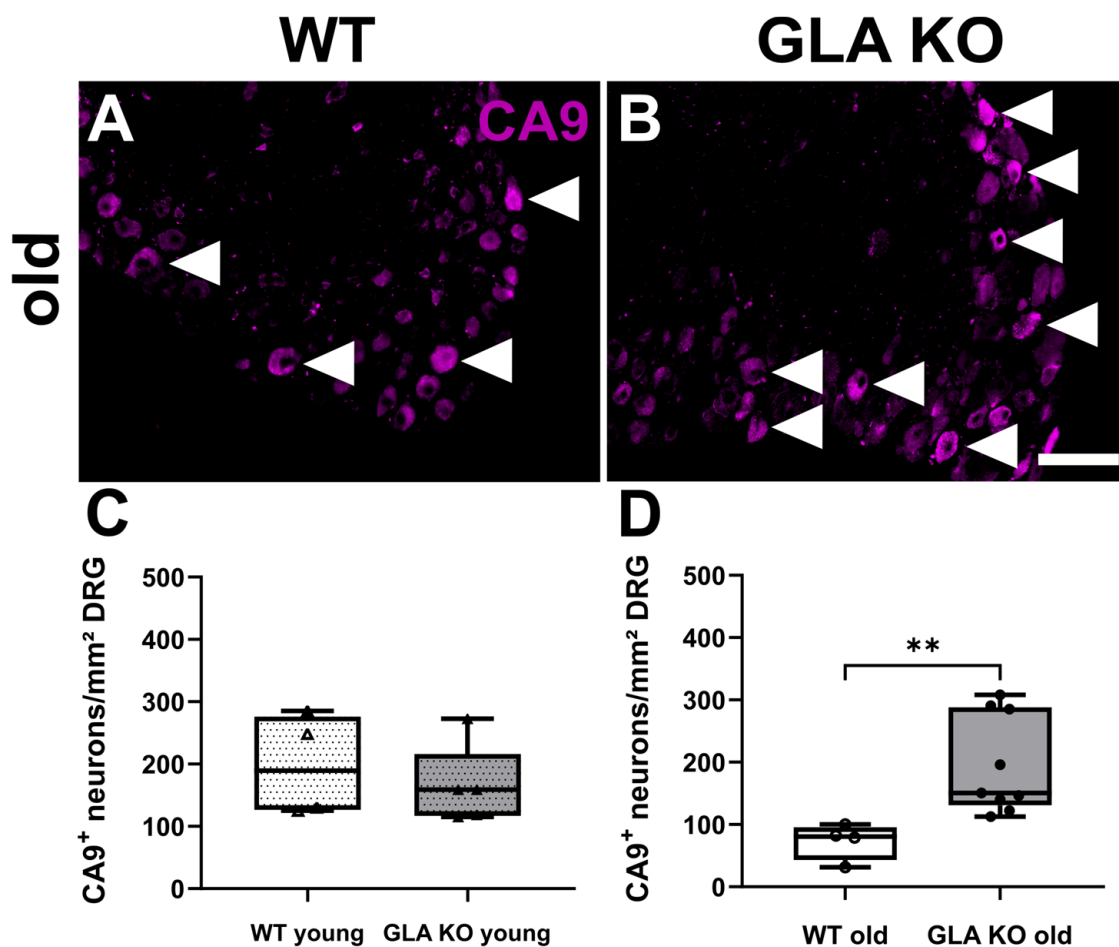 WT
GLA KO
old
A
CA9
B
C
CA9⁺ neurons/mm² DRG
500
400
300
200
100
0
WT young
GLA KO young
D
CA9⁺ neurons/mm² DRG
500
400
300
200
100
0
**
WT old
GLA KO old